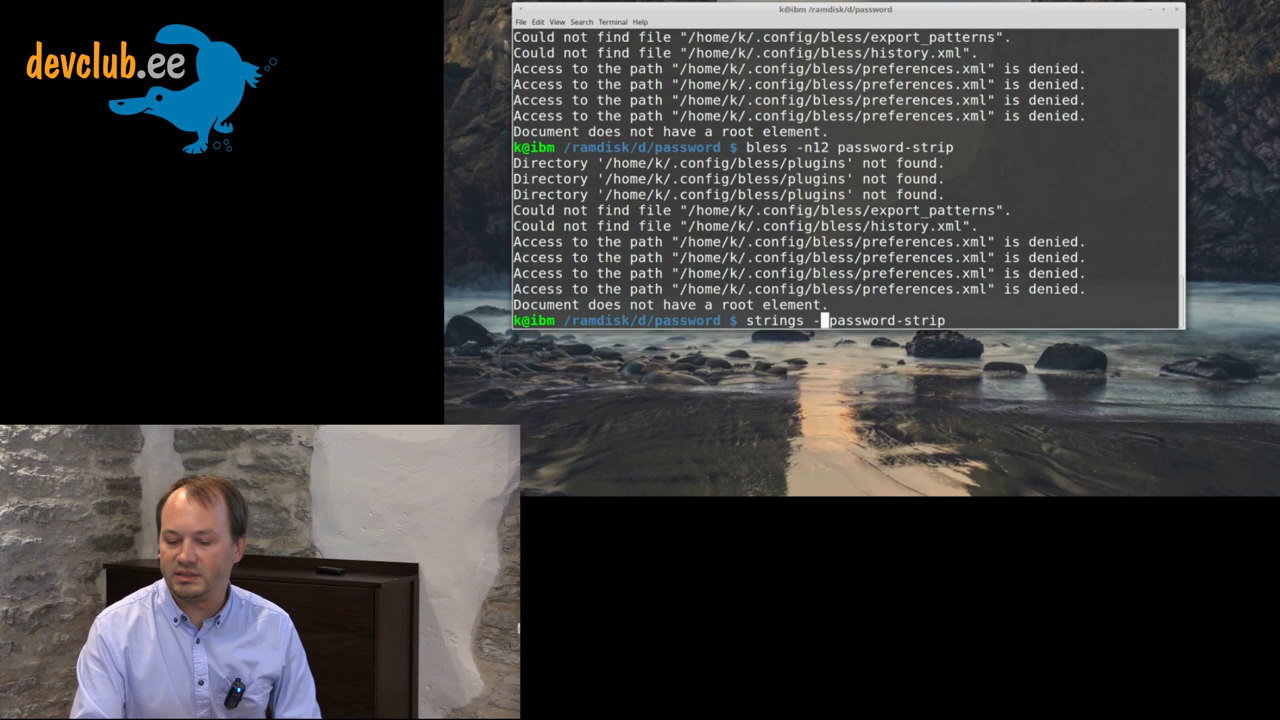 devclub.ee
k@ibm /ramdisk/d/password
File Edit View Search Terminal Help
Could not find file "/home/k/.config/bless/export_patterns".
Could not find file "/home/k/.config/bless/history.xml".
Access to the path "/home/k/.config/bless/preferences.xml" is denied.
Access to the path "/home/k/.config/bless/preferences.xml" is denied.
Access to the path "/home/k/.config/bless/preferences.xml" is denied.
Access to the path "/home/k/.config/bless/preferences.xml" is denied.
Document does not have a root element.
k@ibm /ramdisk/d/password $ bless -n12 password-strip
Directory '/home/k/.config/bless/plugins' not found.
Directory '/home/k/.config/bless/plugins' not found.
Directory '/home/k/.config/bless/plugins' not found.
Could not find file "/home/k/.config/bless/export_patterns".
Could not find file "/home/k/.config/bless/history.xml".
Access to the path "/home/k/.config/bless/preferences.xml" is denied.
Access to the path "/home/k/.config/bless/preferences.xml" is denied.
Access to the path "/home/k/.config/bless/preferences.xml" is denied.
Access to the path "/home/k/.config/bless/preferences.xml" is denied.
Document does not have a root element.
k@ibm /ramdisk/d/password $ strings - password-strip